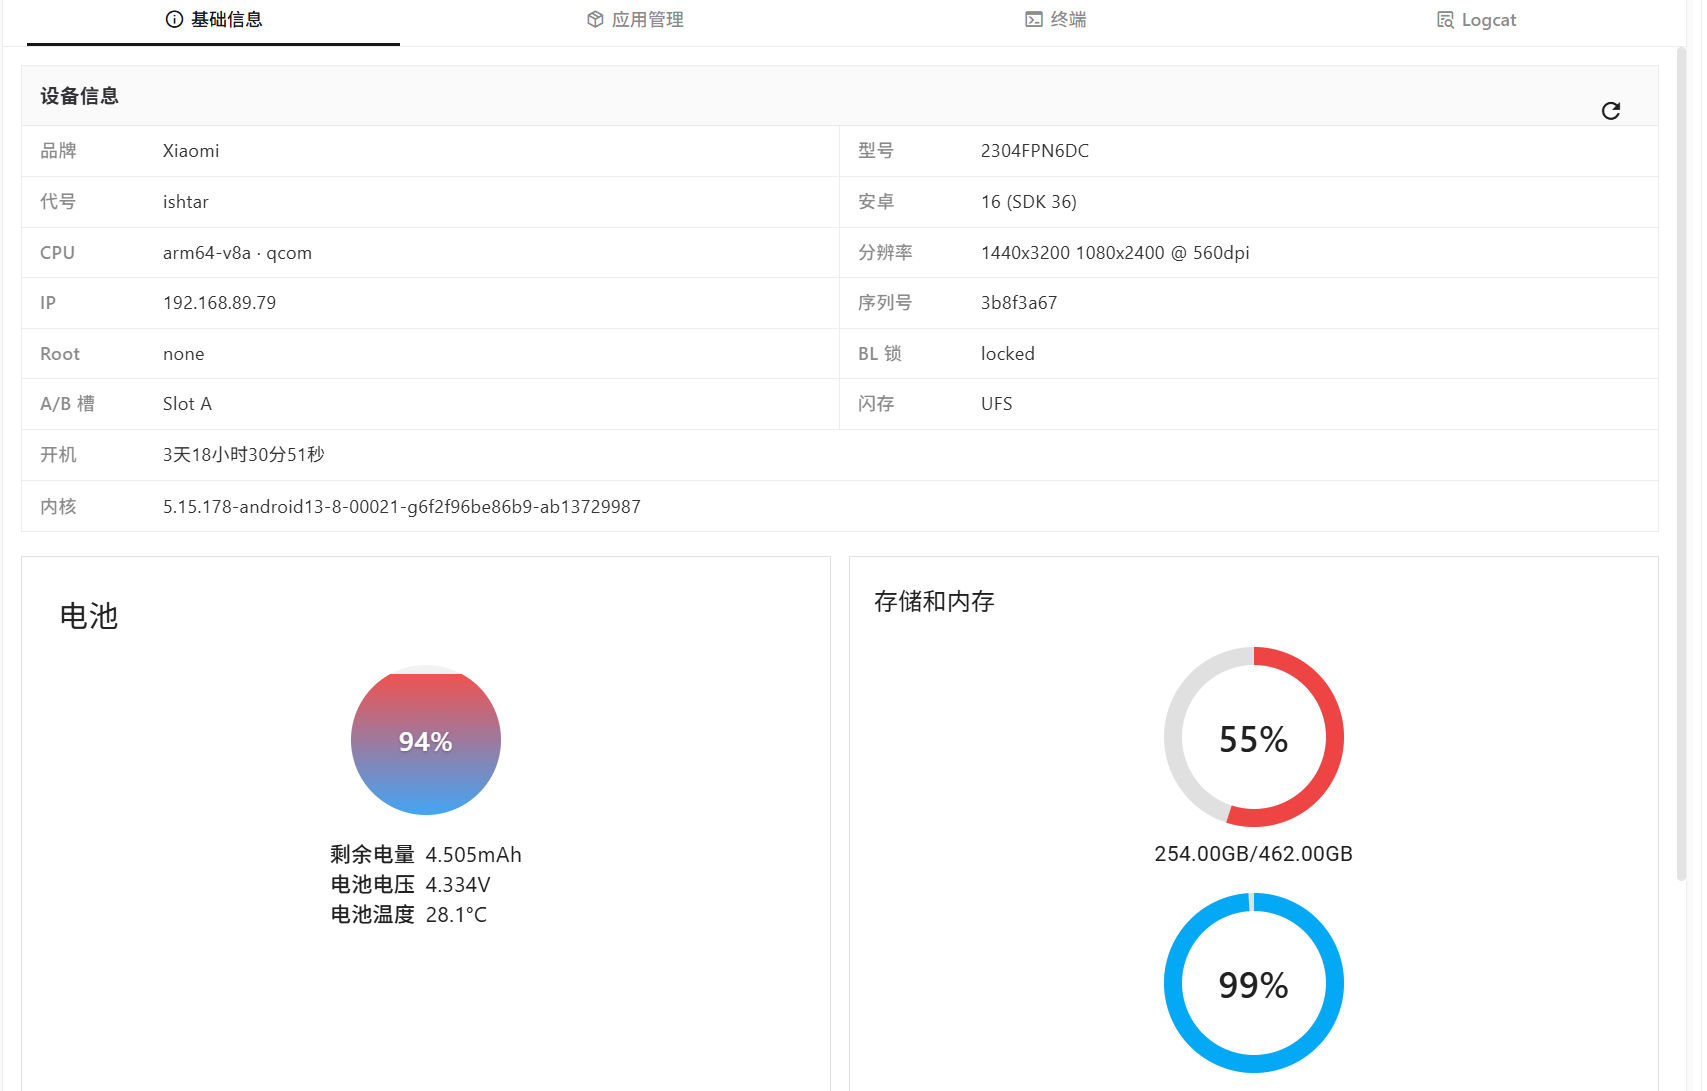 基础信息
应用管理
终端
Logcat
设备信息
品牌 Xiaomi 型号 2304FPN6DC
代号 ishtar 安卓 16 (SDK 36)
CPU arm64-v8a · qcom 分辨率 1440x3200 1080x2400 @ 560dpi
IP 192.168.89.79 序列号 3b8f3a67
Root none BL 锁 locked
A/B 槽 Slot A 闪存 UFS
开机 3天18小时30分51秒
内核 5.15.178-android13-8-00021-g6f2f96be86b9-ab13729987
电池
94%
剩余电量 4.505mAh
电池电压 4.334V
电池温度 28.1°C
存储和内存
55%
254.00GB/462.00GB
99%